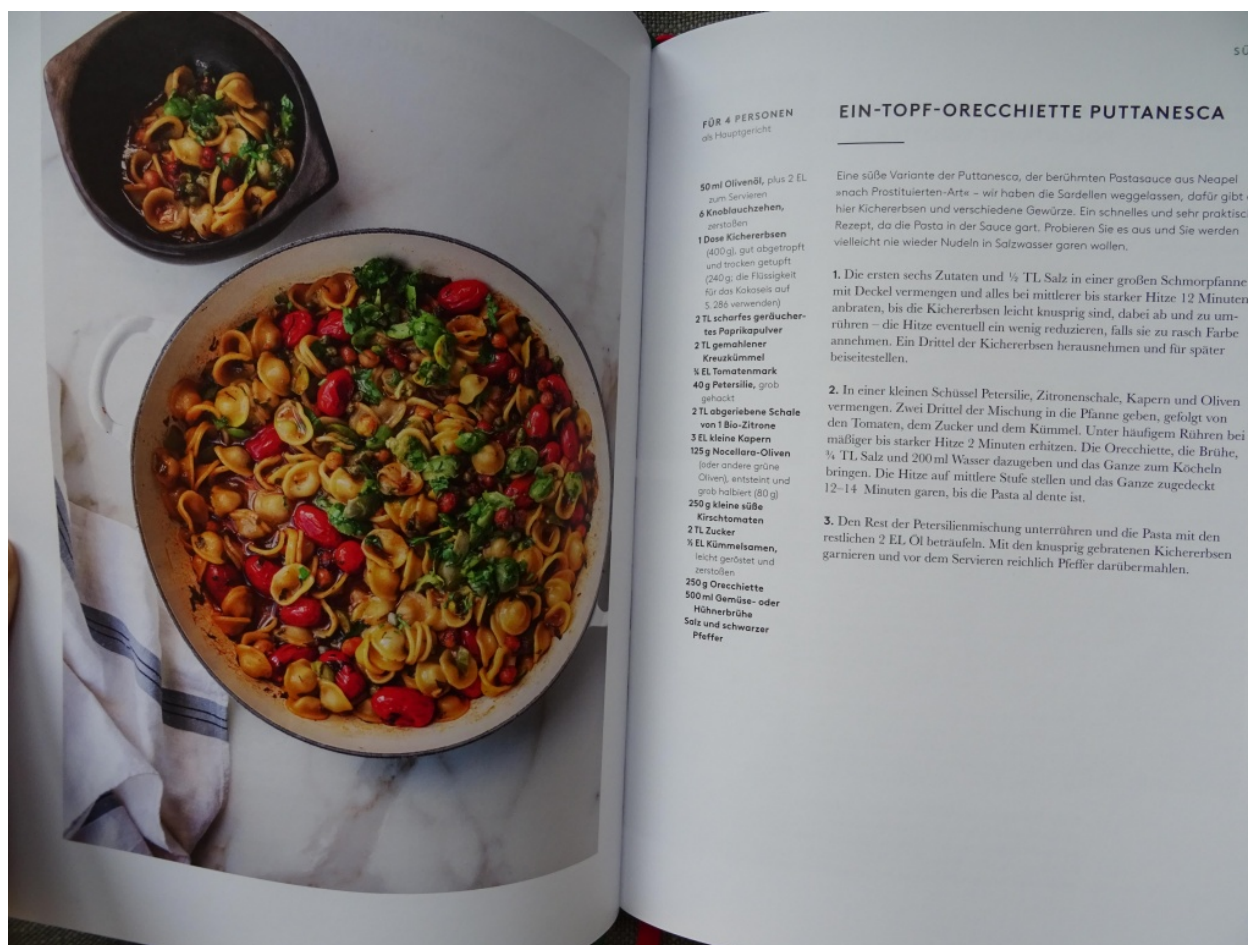 SÜ
FÜR 4 PERSONEN
als Hauptgericht
50 ml Olivenöl, plus 2 EL
zum Servieren
6 Knoblauchzehen,
zerstoßen
1 Dose Kichererbsen
(400 g), gut abgetropft
und trocken getupft
(240 g; die Flüssigkeit
für das Kokoseis auf
S. 286 verwenden)
2 TL scharfes geräucher-
tes Paprikapulver
2 TL gemahlener
Kreuzkümmel
EL Tomatenmark
40 g Petersilie, grob
gehackt
2 TL abgeriebene Schale
von 1 Bio-Zitrone
3 EL kleine Kapern
125 g Nocellara-Oliven
(oder andere grüne
Oliven), entsteint und
grob halbiert (80 g)
250 g kleine süße
Kirschtomaten
2 TL Zucker
EL Kümmelsamen,
leicht geröstet und
zerstoßen
250 g Orecchiette
500 ml Gemüse- oder
Hühnerbrühe
Salz und schwarzer
Pfeffer
EIN-TOPF-ORECCHIETTE PUTTANESCA
Eine süße Variante der Puttanesca, der berühmten Pastasauce aus Neapel
»nach Prostituierten-Art« – wir haben die Sardellen weggelassen, dafür gibt
hier Kichererbsen und verschiedene Gewürze. Ein schnelles und sehr praktisc
Rezept, da die Pasta in der Sauce gart. Probieren Sie es aus und Sie werden
vielleicht nie wieder Nudeln in Salzwasser garen wollen.
1. Die ersten sechs Zutaten und ½ TL Salz in einer großen Schmorpfanne
mit Deckel vermengen und alles bei mittlerer bis starker Hitze 12 Minuten
anbraten, bis die Kichererbsen leicht knusprig sind, dabei ab und zu um-
rühren – die Hitze eventuell ein wenig reduzieren, falls sie zu rasch Farbe
annehmen. Ein Drittel der Kichererbsen herausnehmen und für später
beiseitestellen.
2. In einer kleinen Schüssel Petersilie, Zitronenschale, Kapern und Oliven
vermengen. Zwei Drittel der Mischung in die Pfanne geben, gefolgt von
den Tomaten, dem Zucker und dem Kümmel. Unter häufigem Rühren bei
mäßiger bis starker Hitze 2 Minuten erhitzen. Die Orecchiette, die Brühe,
¾ TL Salz und 200 ml Wasser dazugeben und das Ganze zum Köcheln
bringen. Die Hitze auf mittlere Stufe stellen und das Ganze zugedeckt
12–14 Minuten garen, bis die Pasta al dente ist.
3. Den Rest der Petersilienmischung unterrühren und die Pasta mit den
restlichen 2 EL Öl beträufeln. Mit den knusprig gebratenen Kichererbsen
garnieren und vor dem Servieren reichlich Pfeffer darübermahlen.